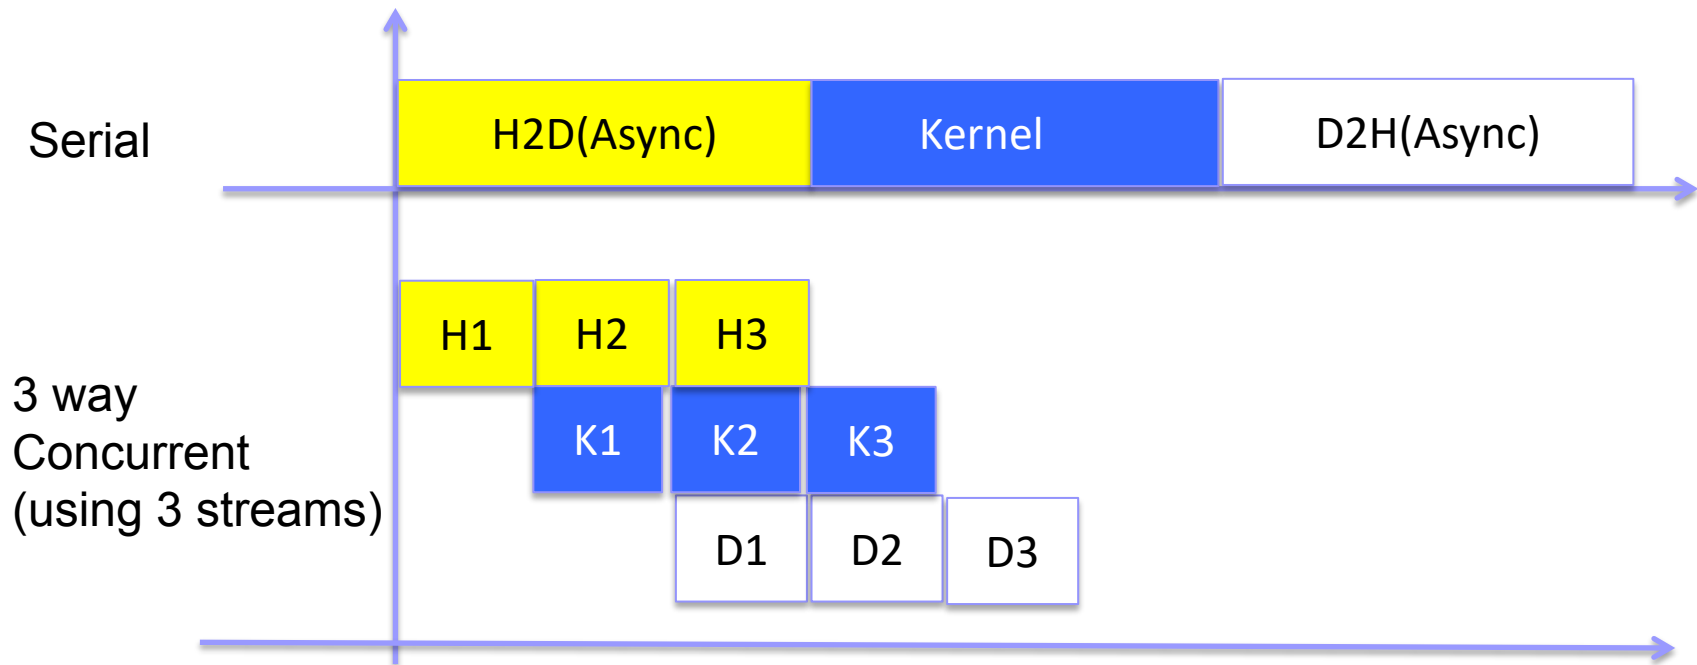 Serial
H2D(Async)
Kernel
D2H(Async)
3 way
Concurrent
(using 3 streams)
H1
H2
H3
K1
K2
K3
D1
D2
D3